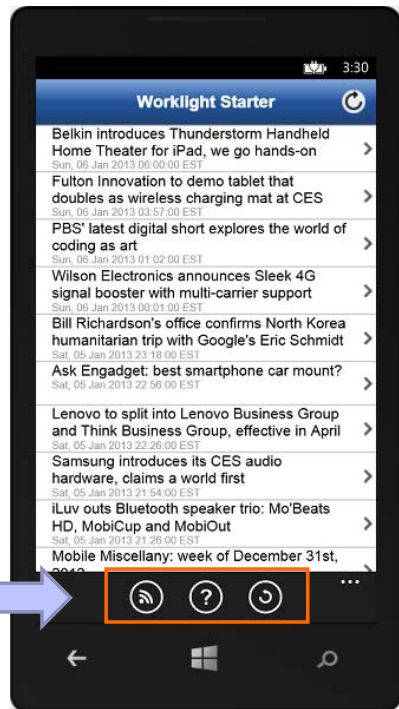 3:30
Worklight Starter
Belkin introduces Thunderstorm Handheld
Home Theater for iPad, we go hands-on
Sun, 06 Jan 2013 06:00:00 EST
Fulton Innovation to demo tablet that
doubles as wireless charging mat at CES
Sun, 06 Jan 2013 03:57:00 EST
PBS' latest digital short explores the world of
coding as art
Sun, 06 Jan 2013 01:02:00 EST
Wilson Electronics announces Sleek 4G
signal booster with multi-carrier support
Sun, 06 Jan 2013 00:01:00 EST
Bill Richardson's office confirms North Korea
humanitarian trip with Google's Eric Schmidt
Sat, 05 Jan 2013 23:18:00 EST
Ask Engadget: best smartphone car mount?
Sat, 05 Jan 2013 22:56:00 EST
Lenovo to split into Lenovo Business Group
and Think Business Group, effective in April
Sat, 05 Jan 2013 22:26:00 EST
Samsung introduces its CES audio
hardware, claims a world first
Sat, 05 Jan 2013 21:54:00 EST
iLuv outs Bluetooth speaker trio: Mo'Beats
HD, MobiCup and MobiOut
Sat, 05 Jan 2013 21:26:00 EST
Mobile Miscellany: week of December 31st,
?